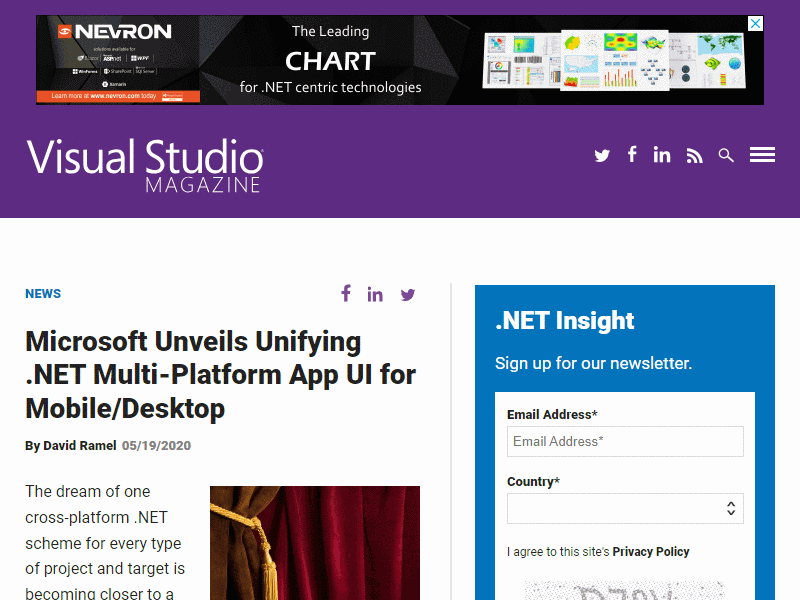 NEVRON
solutions available for
ASP.net
WPF
WinForms
SharePoint
SQL Server
Xamarin
Learn more at www.nevron.com today
The Leading
CHART
for .NET centric technologies
Visual Studio
MAGAZINE
NEWS
Microsoft Unveils Unifying
.NET Multi-Platform App UI for
Mobile/Desktop
By David Ramel 05/19/2020
The dream of one
cross-platform .NET
scheme for every type
of project and target is
becoming closer to a
.NET Insight
Sign up for our newsletter.
Email Address*
Email Address*
Country*
I agree to this site's Privacy Policy